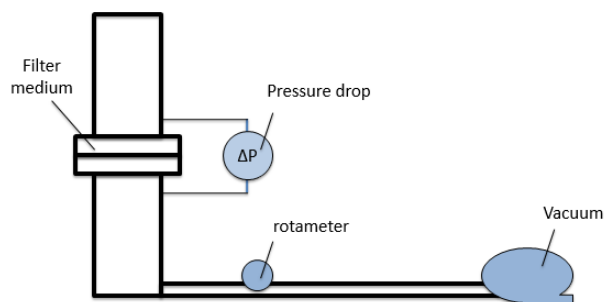 Filter
medium
Pressure drop
ΔP
rotameter
Vacuum